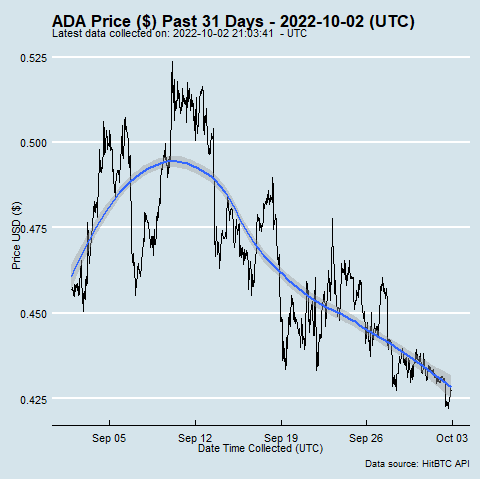 ADA Price ($) Past 31 Days - 2022-10-02 (UTC)
Latest data collected on: 2022-10-02 21:03:41 - UTC
0.525
0.500
0.475
0.450
0.425
Price USD ($)
Sep 05 Sep 12 Sep 19 Sep 26 Oct 03
Date Time Collected (UTC)
Data source: HitBTC API